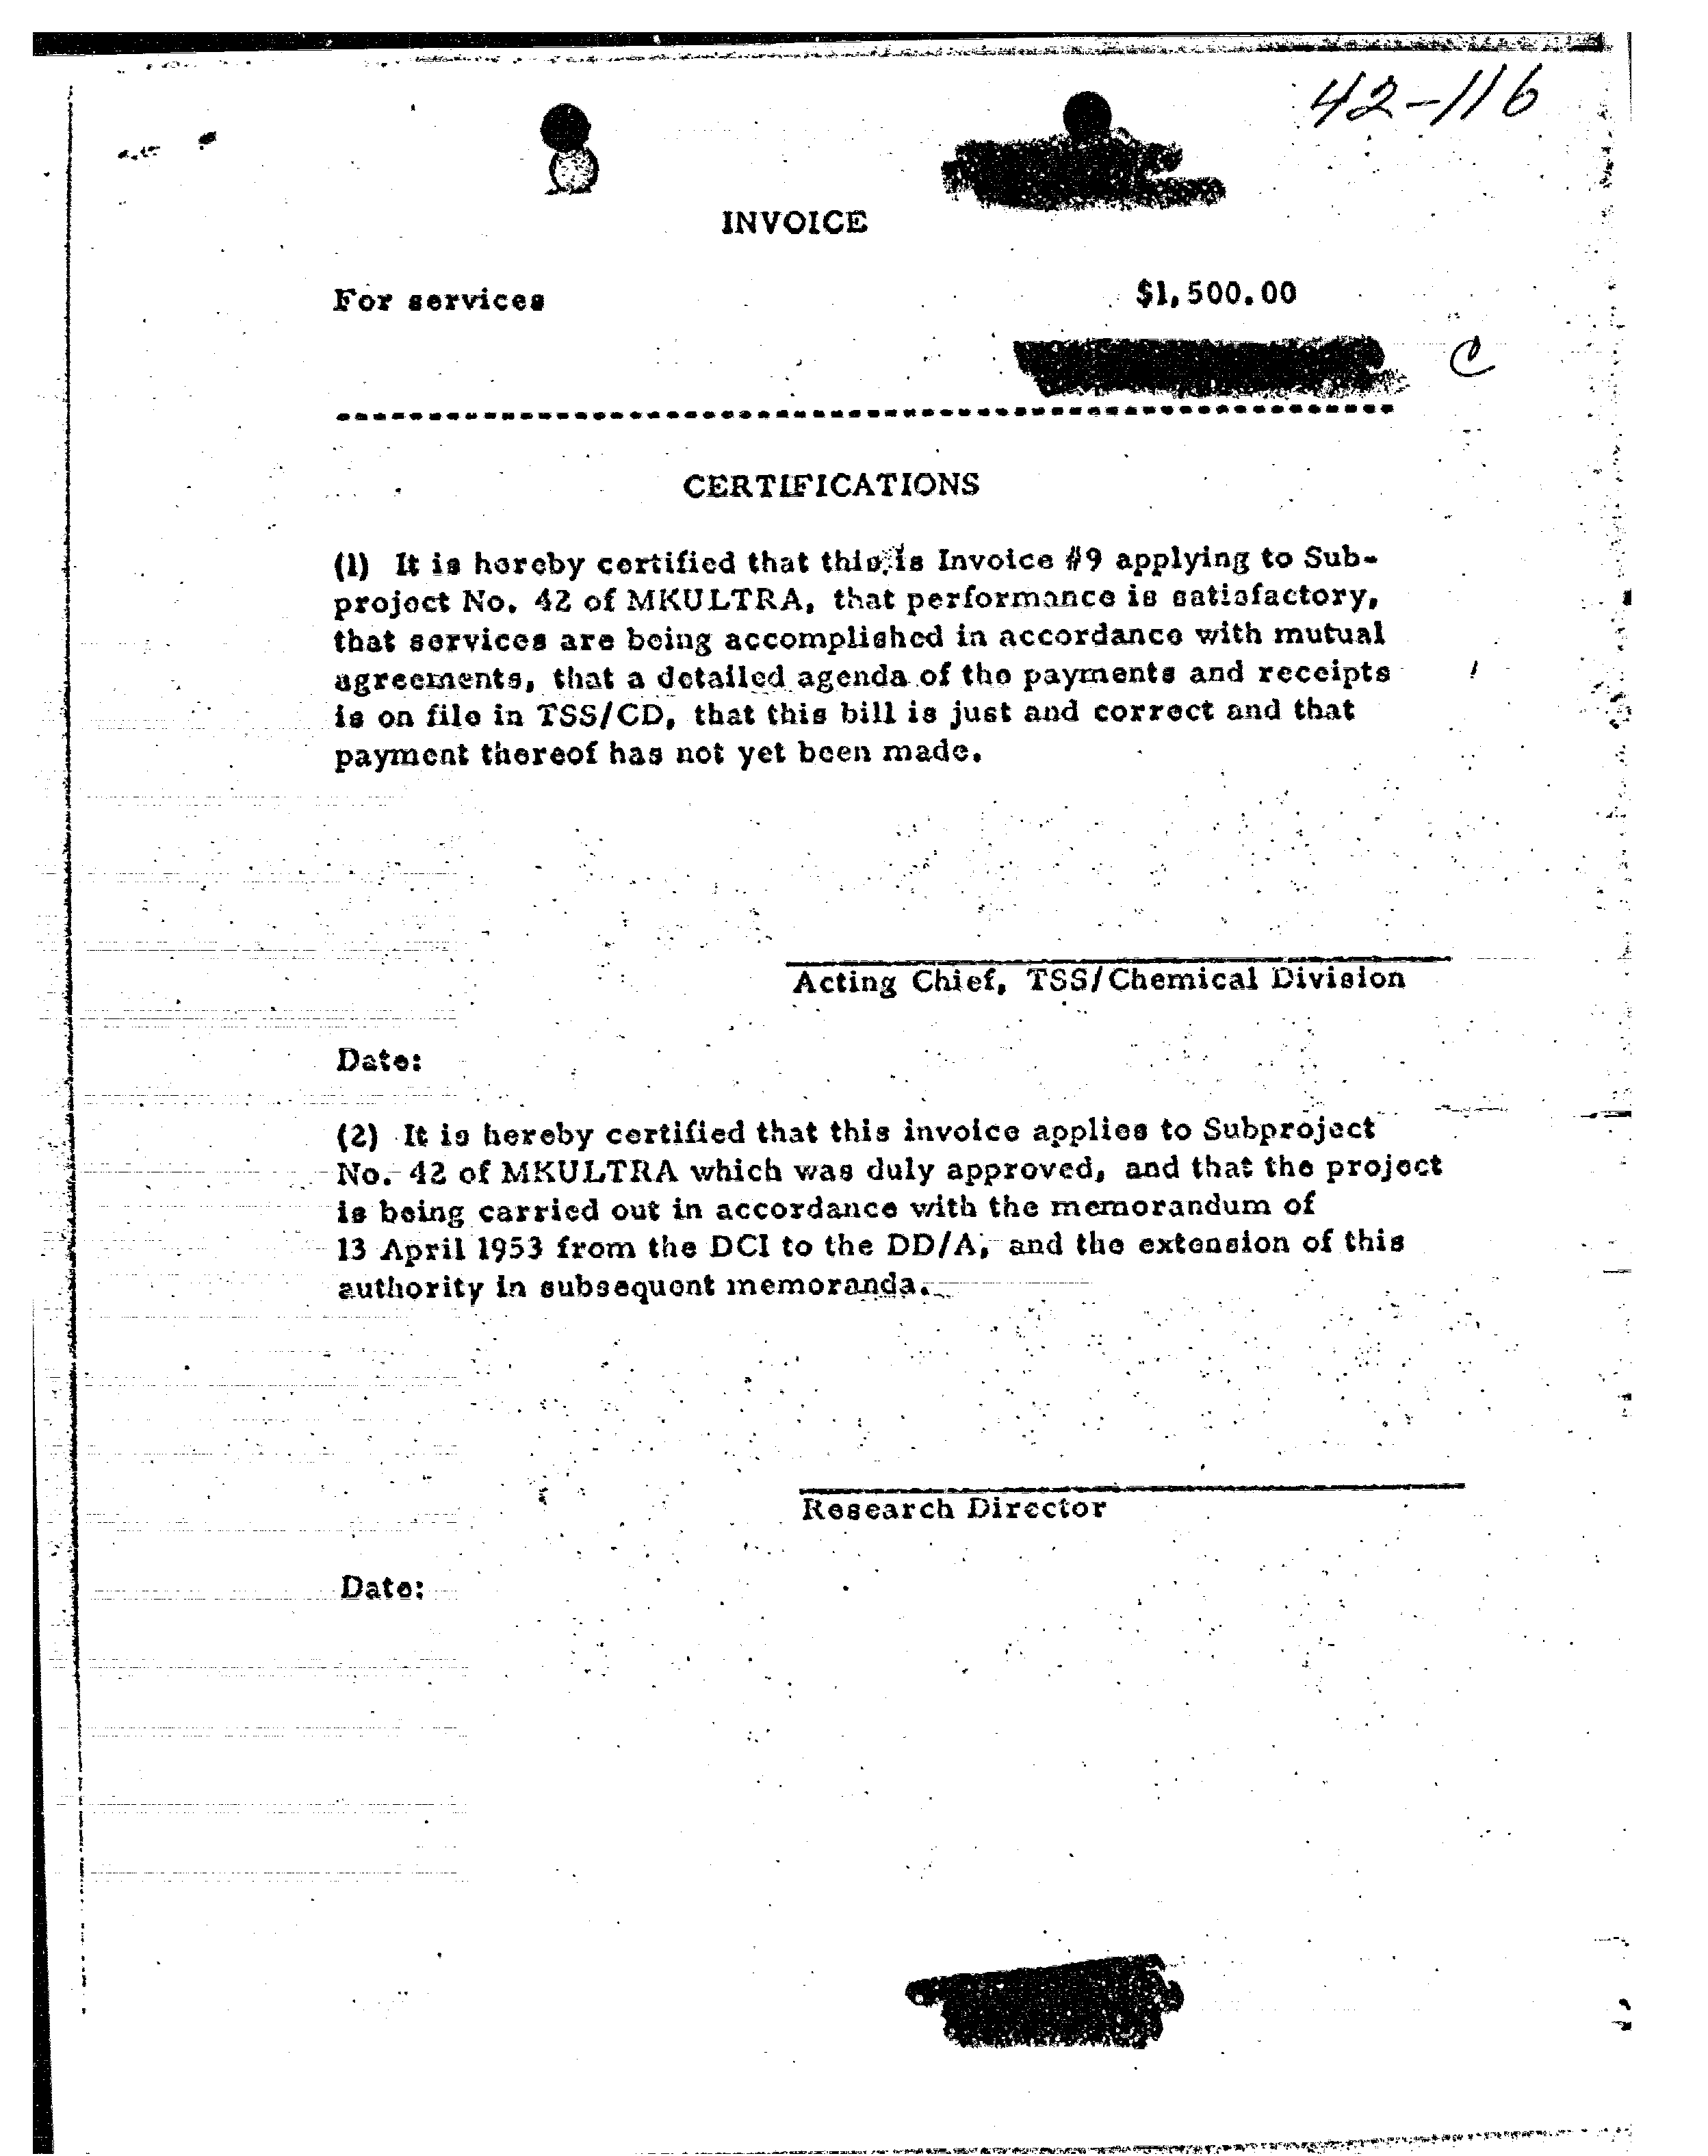 42-116
INVOICE
For services $1,500.00
C
CERTIFICATIONS
(1) It is hereby certified that this is Invoice #9 applying to Sub-
project No. 42 of MKULTRA, that performance is satisfactory,
that services are being accomplished in accordance with mutual
agreements, that a detailed agenda of the payments and receipts
is on file in TSS/CD, that this bill is just and correct and that
payment thereof has not yet been made.
Acting Chief, TSS/Chemical Division
Date:
(2) It is hereby certified that this invoice applies to Subproject
No. 42 of MKULTRA which was duly approved, and that the project
is being carried out in accordance with the memorandum of
13 April 1953 from the DCI to the DD/A, and the extension of this
authority in subsequent memoranda.
Research Director
Date: